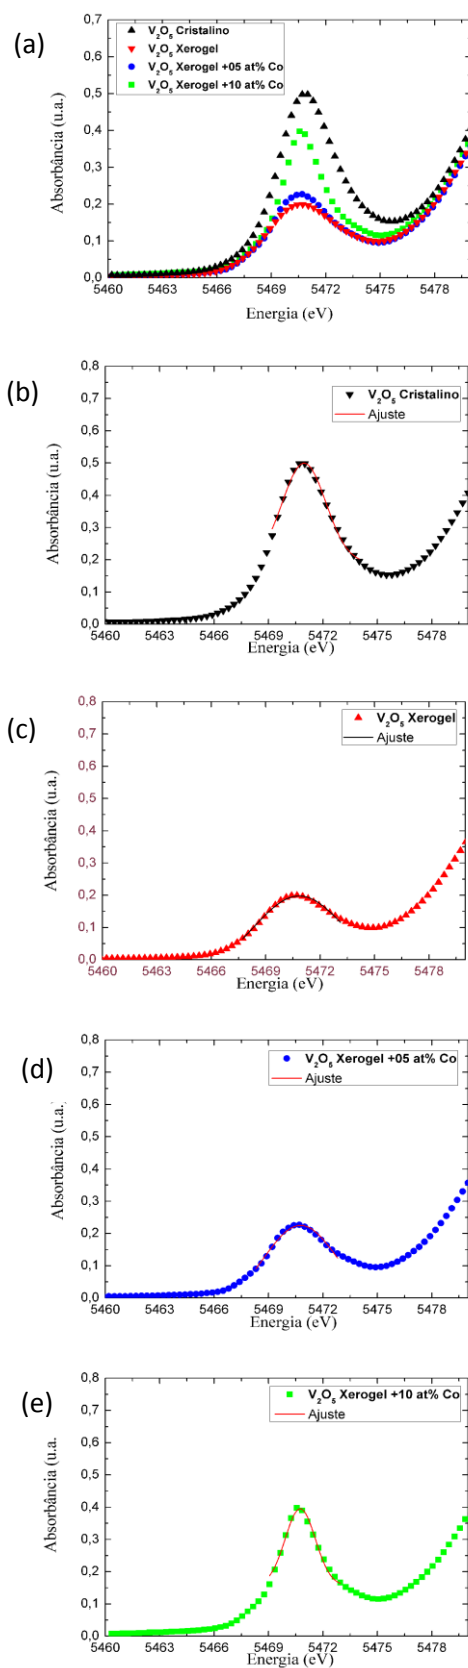 (a)
V₂O₅ Cristalino
V₂O₅ Xerogel
V₂O₅ Xerogel +05 at% Co
V₂O₅ Xerogel +10 at% Co
Absorbância (u.a.)
0,7
0,6
0,5
0,4
0,3
0,2
0,1
0,0
5460 5463 5466 5469 5472 5475 5478
Energia (eV)
(b)
V₂O₅ Cristalino
Ajuste
Absorbância (u.a.)
0,8
0,7
0,6
0,5
0,4
0,3
0,2
0,1
0,0
5460 5463 5466 5469 5472 5475 5478
Energia (eV)
(c)
V₂O₅ Xerogel
Ajuste
Absorbância (u.a.)
0,8
0,7
0,6
0,5
0,4
0,3
0,2
0,1
0,0
5460 5463 5466 5469 5472 5475 5478
Energia (eV)
(d)
V₂O₅ Xerogel +05 at% Co
Ajuste
Absorbância (u.a.
0,8
0,7
0,6
0,5
0,4
0,3
0,2
0,1
0,0
5460 5463 5466 5469 5472 5475 5478
Energia (eV)
(e)
V₂O₅ Xerogel +10 at% Co
Ajuste
Absorbância (u.a.
0,8
0,7
0,6
0,5
0,4
0,3
0,2
0,1
0,0
5460 5463 5466 5469 5472 5475 5478
Energia (eV)